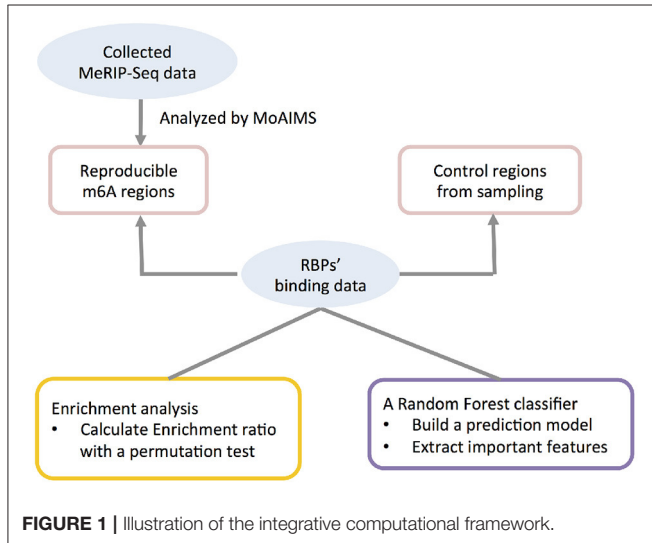 Collected
MeRIP-Seq data
Analyzed by MoAIMS
Reproducible
m6A regions
Control regions
from sampling
RBPs'
binding data
Enrichment analysis
• Calculate Enrichment ratio
with a permutation test
A Random Forest classifier
• Build a prediction model
• Extract important features
FIGURE 1 | Illustration of the integrative computational framework.